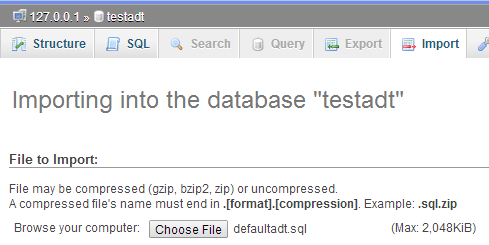 127.0.0.1 » testadt
Structure SQL Search Query Export Import
Importing into the database "testadt"
File to Import:
File may be compressed (gzip, bzip2, zip) or uncompressed.
A compressed file's name must end in .[format].[compression]. Example: .sql.zip
Browse your computer: Choose File defaultadt.sql (Max: 2,048KiB)